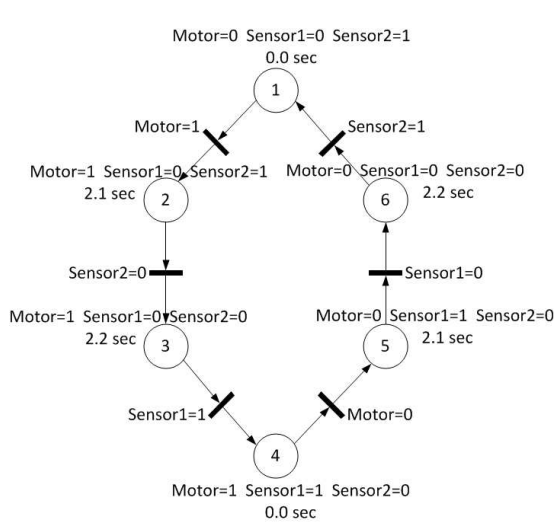 Motor=0 Sensor1=0 Sensor2=1
0.0 sec
1
Motor=1
Sensor2=1
Motor=1 Sensor1=0 Sensor2=1
2.1 sec
2
Motor=0 Sensor1=0 Sensor2=0
2.2 sec
6
Sensor2=0
Sensor1=0
Motor=1 Sensor1=0 Sensor2=0
2.2 sec
3
Motor=0 Sensor1=1 Sensor2=0
2.1 sec
5
Sensor1=1
Motor=0
4
Motor=1 Sensor1=1 Sensor2=0
0.0 sec